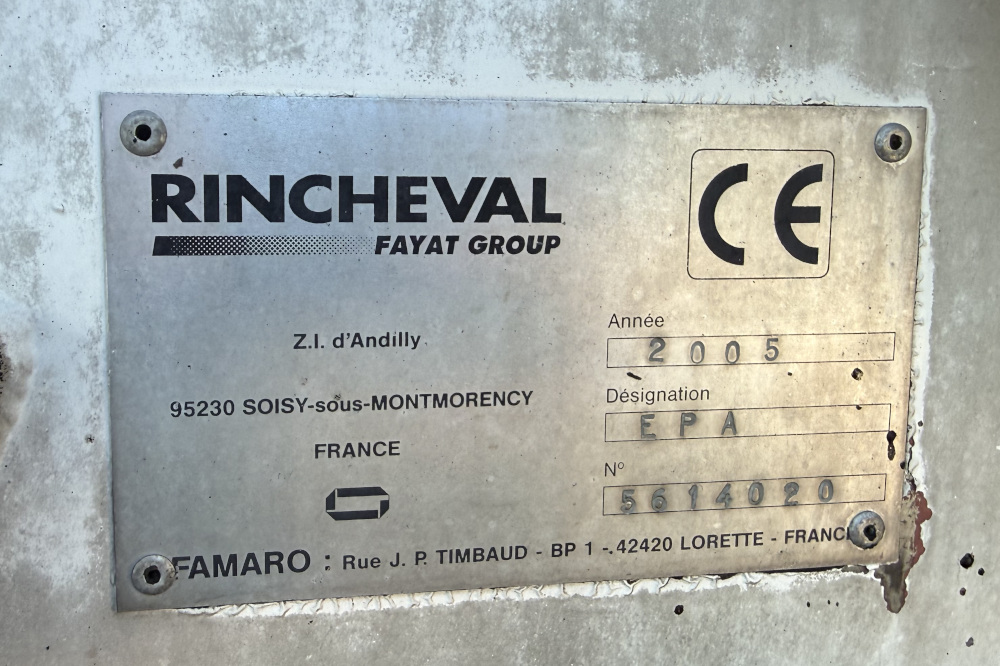 RINCHEVAL
FAYAT GROUP
CE
Z.I. d'Andilly
95230 SOISY-sous-MONTMORENCY
FRANCE
Année
2005
Désignation
EPA
N°
5614020
FAMARO : Rue J. P. TIMBAUD - BP 1 - 42420 LORETTE - FRANCE